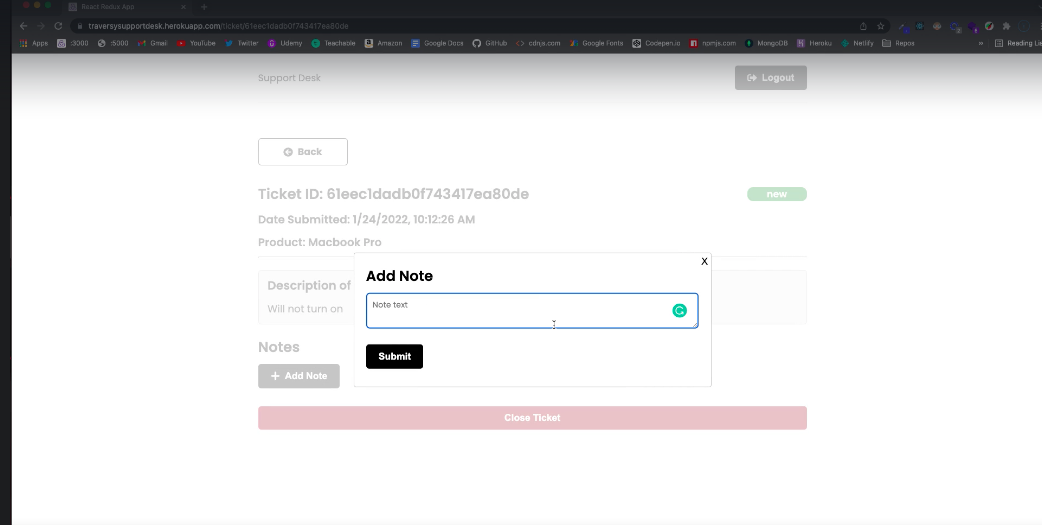 React Redux App
traversysupportdesk.herokuapp.com/ticket/61eec1dadb0f743417ea80de
Apps :3000 :5000 Gmail YouTube Twitter Udemy Teachable Amazon Google Docs GitHub cdnjs.com Google Fonts Codepen.io npmjs.com MongoDB Heroku Netlify Repos » Reading Lis
Support Desk Logout
Back
Ticket ID: 61eec1dadb0f743417ea80de new
Date Submitted: 1/24/2022, 10:12:26 AM
Product: Macbook Pro
X
Add Note
Description of
Note text
Will not turn on
Notes
Submit
+ Add Note
Close Ticket